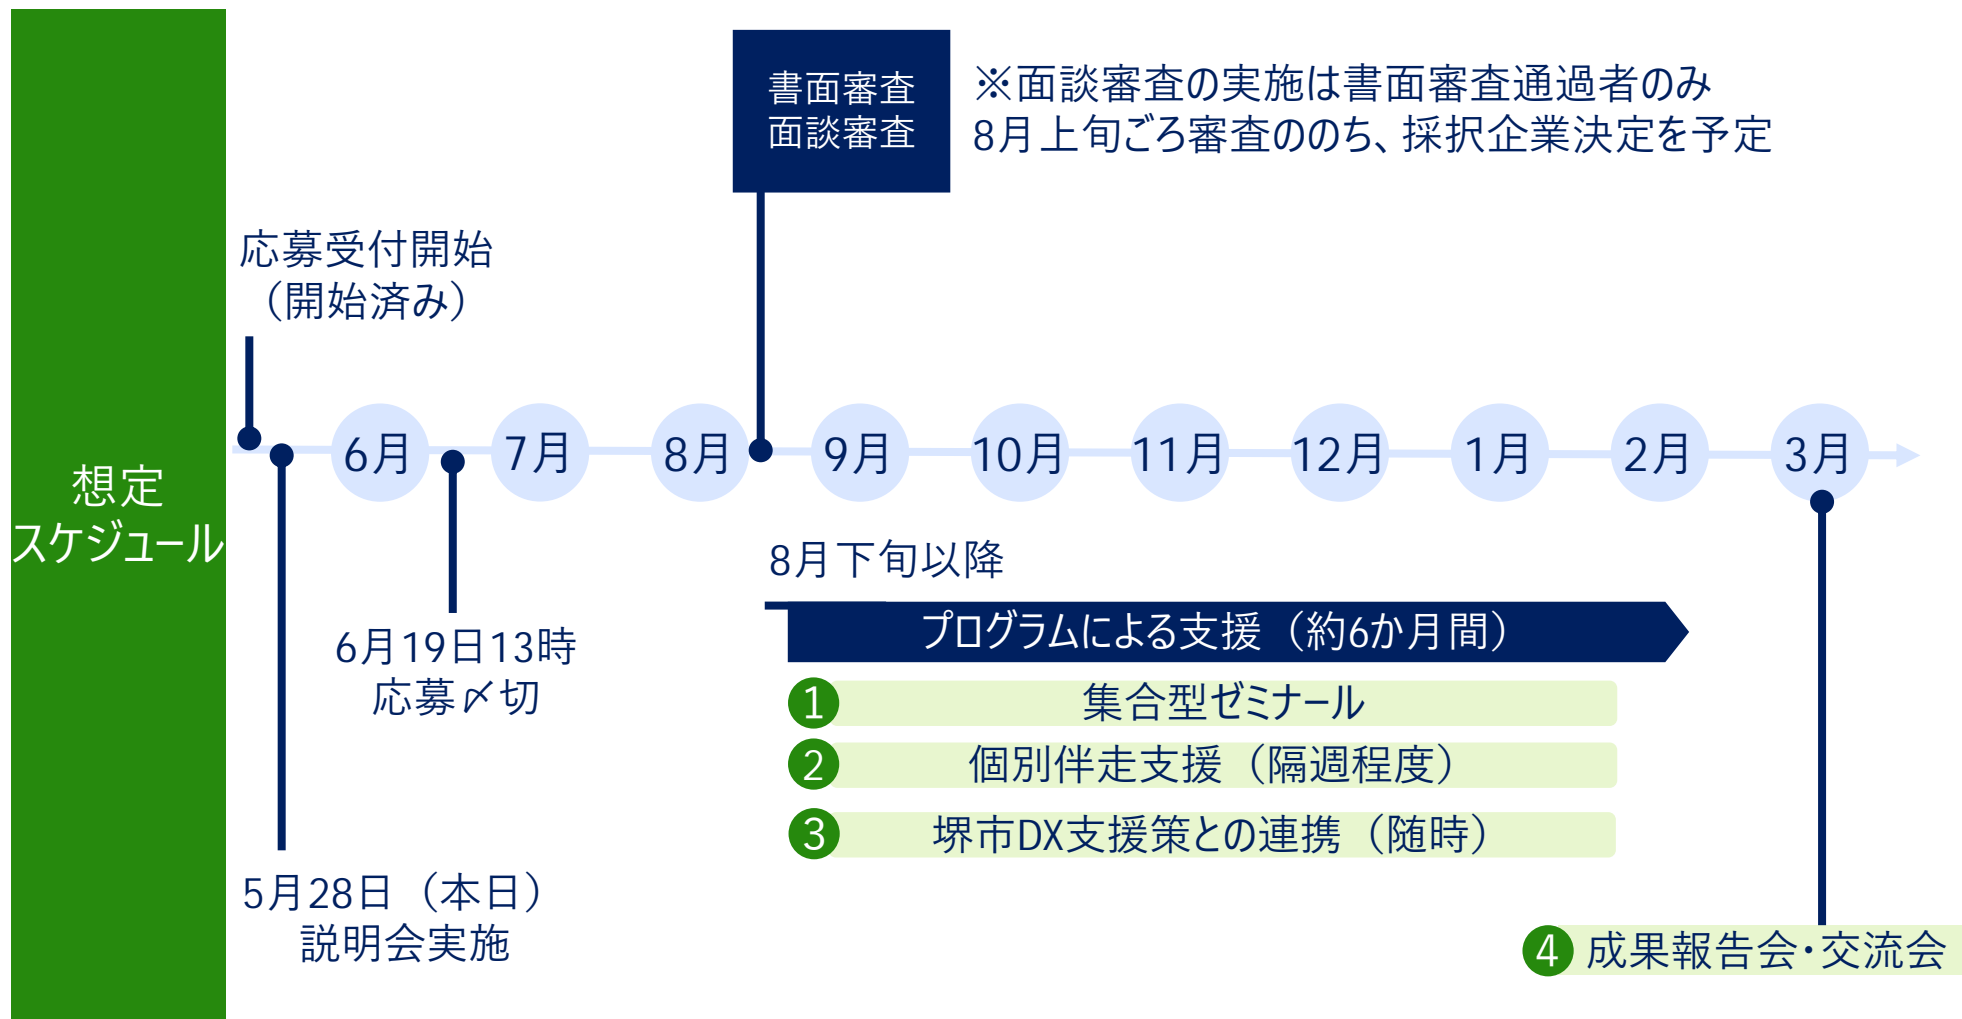 想定
スケジュール
書面審査
面談審査
※面談審査の実施は書面審査通過者のみ
8月上旬ごろ審査ののち、採択企業決定を予定
応募受付開始
（開始済み）
6月
7月
8月
9月
10月
11月
12月
1月
2月
3月
6月19日13時
応募〆切
5月28日（本日）
説明会実施
8月下旬以降
プログラムによる支援（約6か月間）
1 集合型ゼミナール
2 個別伴走支援（隔週程度）
3 堺市DX支援策との連携（随時）
4 成果報告会・交流会